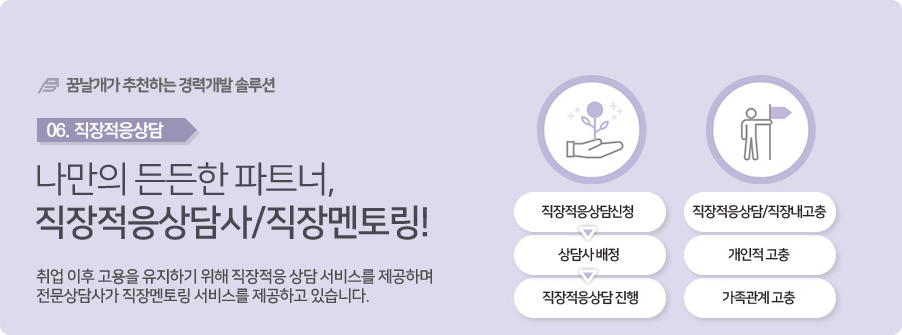 꿈날개가 추천하는 경력개발 솔루션
06. 직장적응상담
나만의 든든한 파트너,
직장적응상담사/직장멘토링!
취업 이후 고용을 유지하기 위해 직장적응 상담 서비스를 제공하며
전문상담사가 직장멘토링 서비스를 제공하고 있습니다.
직장적응상담신청
상담사 배정
직장적응상담 진행
직장적응상담/직장내고충
개인적 고충
가족관계 고충